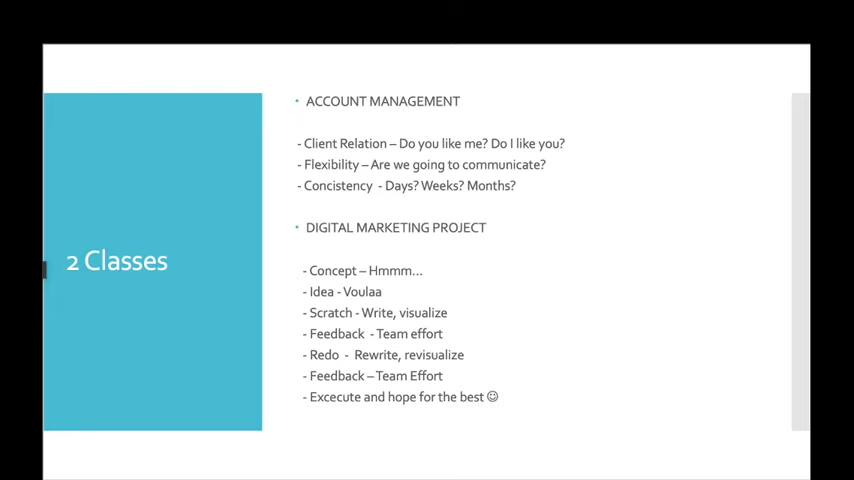 2 Classes
• ACCOUNT MANAGEMENT
- Client Relation – Do you like me? Do I like you?
- Flexibility – Are we going to communicate?
- Concistency - Days? Weeks? Months?
• DIGITAL MARKETING PROJECT
- Concept – Hmmm...
- Idea - Voulaa
- Scratch - Write, visualize
- Feedback - Team effort
- Redo - Rewrite, revisualize
- Feedback – Team Effort
- Excecute and hope for the best ☺